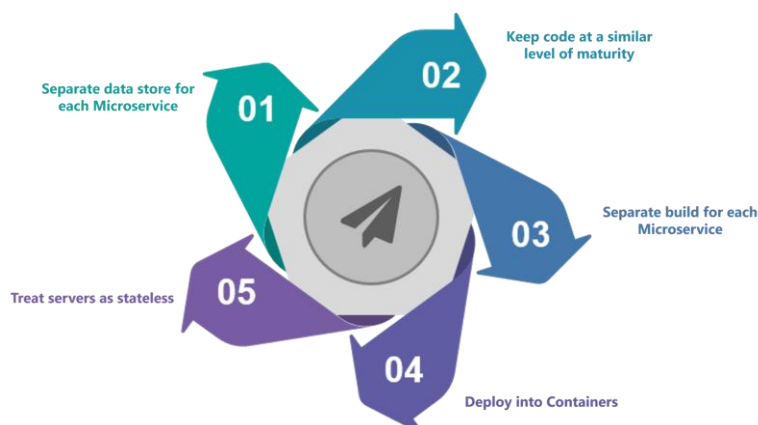 01
Separate data store for
each Microservice
02
Keep code at a similar
level of maturity
03
Separate build for each
Microservice
04
Deploy into Containers
05
Treat servers as stateless